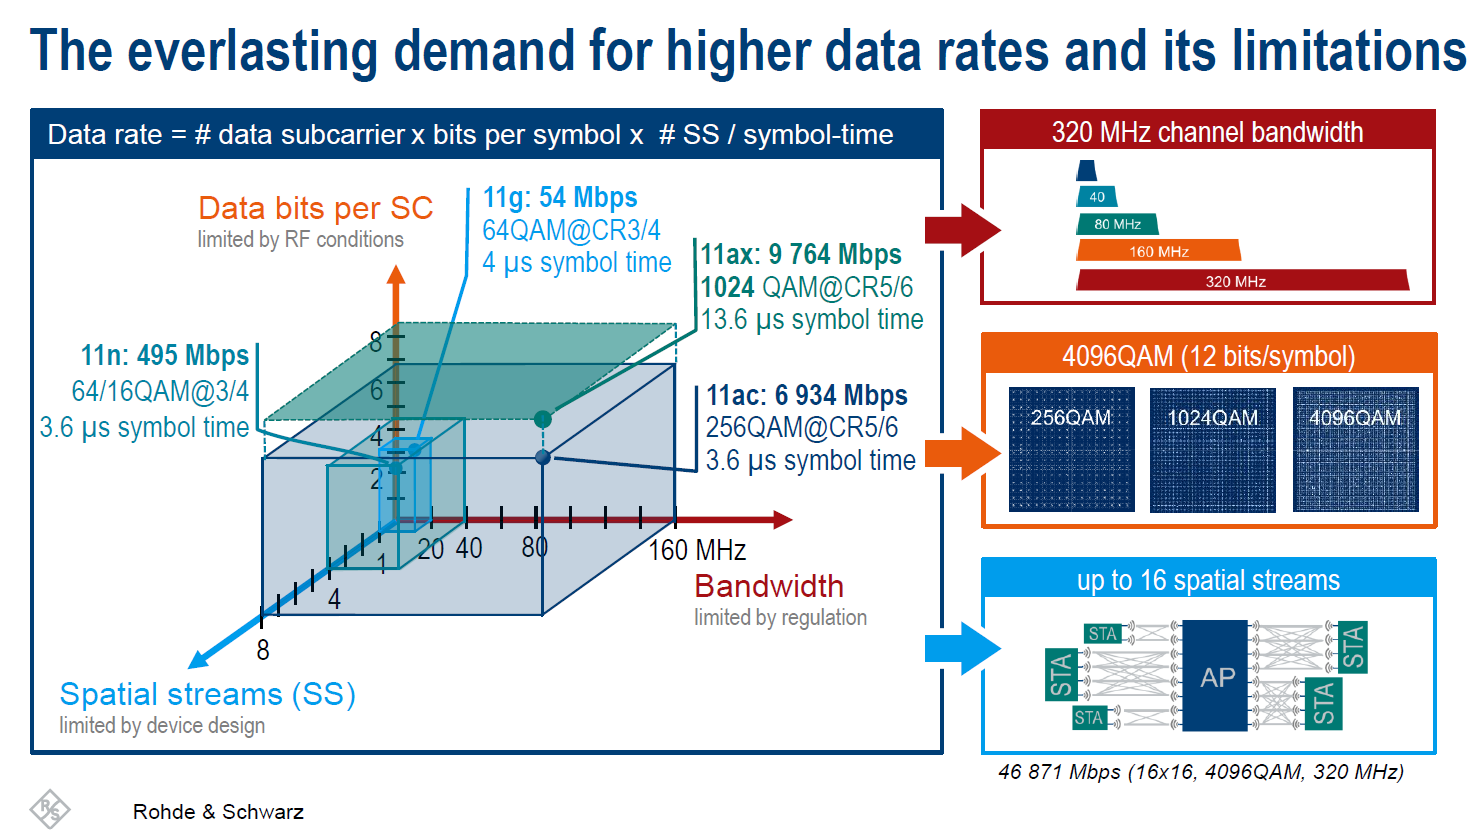 The everlasting demand for higher data rates and its limitations
Data rate = # data subcarrier x bits per symbol x # SS / symbol-time
Data bits per SC
limited by RF conditions
11g: 54 Mbps
64QAM@CR3/4
4 µs symbol time
11ax: 9 764 Mbps
1024 QAM@CR5/6
13.6 µs symbol time
11n: 495 Mbps
64/16QAM@3/4
3.6 µs symbol time
11ac: 6 934 Mbps
256QAM@CR5/6
3.6 µs symbol time
8
6
4
2
1
20
40
80
160 MHz
4
8
Bandwidth
limited by regulation
Spatial streams (SS)
limited by device design
320 MHz channel bandwidth
40
80 MHz
160 MHz
320 MHz
4096QAM (12 bits/symbol)
256QAM
1024QAM
4096QAM
up to 16 spatial streams
STA
STA
STA
AP
STA
STA
46 871 Mbps (16x16, 4096QAM, 320 MHz)
R&S
Rohde & Schwarz